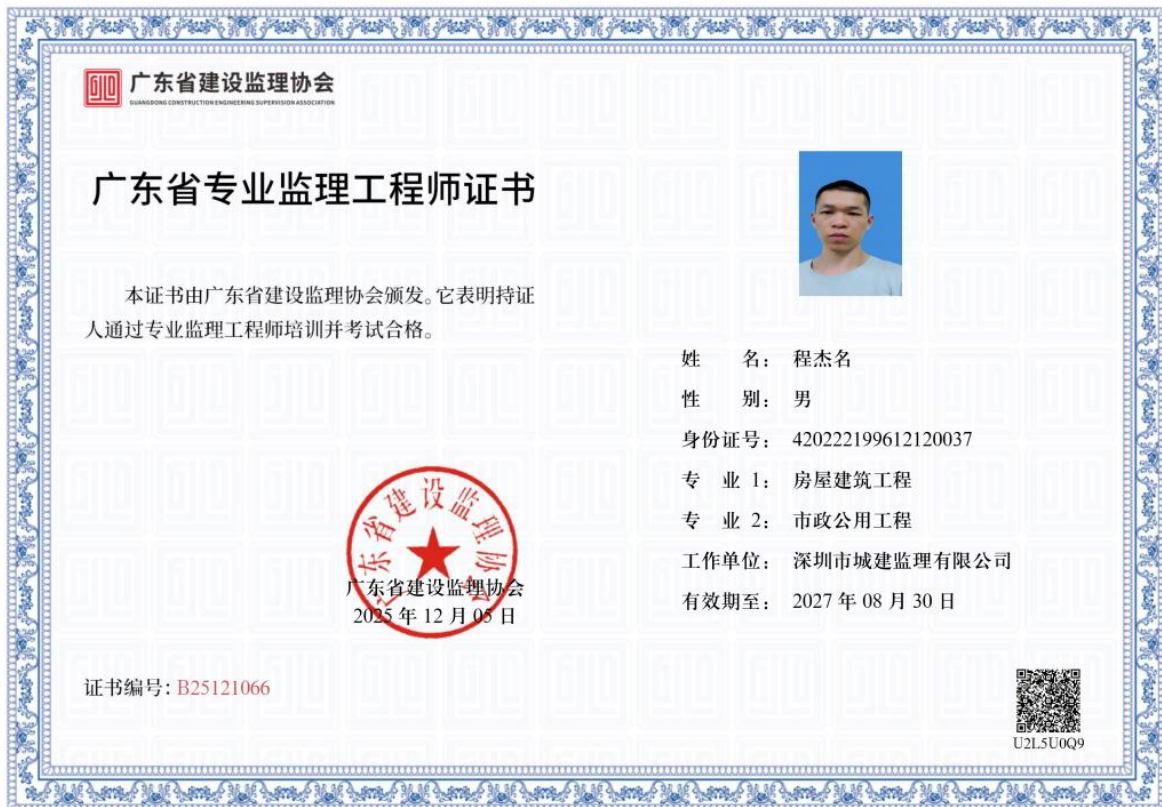 广东省建设监理协会
GUANGDONG CONSTRUCTION ENGINEERING SUPERVISION ASSOCIATION
广东省专业监理工程师证书
本证书由广东省建设监理协会颁发。它表明持证
人通过专业监理工程师培训并考试合格。
姓 名： 程杰名
性 别： 男
身份证号： 420222199612120037
专 业 1： 房屋建筑工程
专 业 2： 市政公用工程
工作单位： 深圳市城建监理有限公司
有效期至： 2027 年 08 月 30 日
广东省建设监理协会
广东省建设监理协会
2025 年 12 月 05 日
证书编号: B25121066
U2L5U0Q9